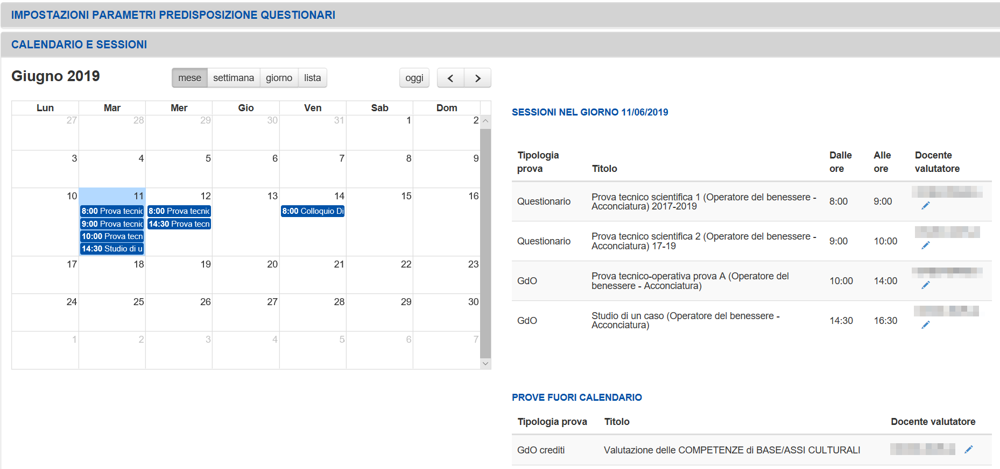 IMPOSTAZIONI PARAMETRI PREDISPOSIZIONE QUESTIONARI
CALENDARIO E SESSIONI
Giugno 2019
mese settimana giorno lista
oggi
Lun Mar Mer Gio Ven Sab Dom
27 28 29 30 31 1 2
3 4 5 6 7 8 9
10 11 12 13 14 15 16
8:00 Prova tecnic 8:00 Prova tecnic 8:00 Colloquio Di
9:00 Prova tecnic 14:30 Prova tecn
10:00 Prova tecn
14:30 Studio di u
17 18 19 20 21 22 23
24 25 26 27 28 29 30
1 2 3 4 5 6 7
SESSIONI NEL GIORNO 11/06/2019
Tipologia Dalle Alle Docente
prova Titolo ore ore valutatore
Prova tecnico scientifica 1 (Operatore del benessere -
Questionario 8:00 9:00
Acconciatura) 2017-2019
Prova tecnico scientifica 2 (Operatore del benessere -
Questionario 9:00 10:00
Acconciatura) 17-19
Prova tecnico-operativa prova A (Operatore del
GdO 10:00 14:00
benessere - Acconciatura)
Studio di un caso (Operatore del benessere -
GdO 14:30 16:30
Acconciatura)
PROVE FUORI CALENDARIO
Tipologia prova Titolo Docente valutatore
GdO crediti Valutazione delle COMPETENZE di BASE/ASSI CULTURALI